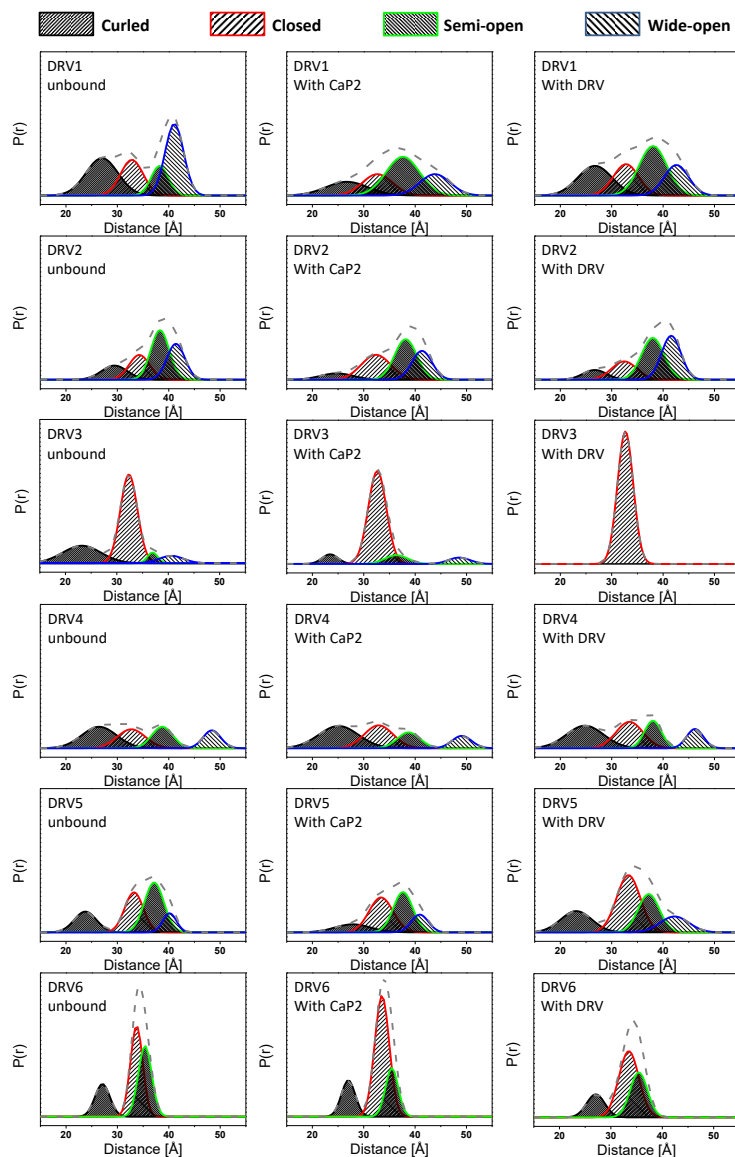 Curled Closed Semi-open Wide-open
DRV1 DRV1 DRV1
unbound With CaP2 With DRV
P(r) P(r) P(r)
20 30 40 50 20 30 40 50 20 30 40 50
Distance [Å] Distance [Å] Distance [Å]
DRV2 DRV2 DRV2
unbound With CaP2 With DRV
P(r) P(r) P(r)
20 30 40 50 20 30 40 50 20 30 40 50
Distance [Å] Distance [Å] Distance [Å]
DRV3 DRV3 DRV3
unbound With CaP2 With DRV
P(r) P(r) P(r)
20 30 40 50 20 30 40 50 20 30 40 50
Distance [Å] Distance [Å] Distance [Å]
DRV4 DRV4 DRV4
unbound With CaP2 With DRV
P(r) P(r) P(r)
20 30 40 50 20 30 40 50 20 30 40 50
Distance [Å] Distance [Å] Distance [Å]
DRV5 DRV5 DRV5
unbound With CaP2 With DRV
P(r) P(r) P(r)
20 30 40 50 20 30 40 50 20 30 40 50
Distance [Å] Distance [Å] Distance [Å]
DRV6 DRV6 DRV6
unbound With CaP2 With DRV
P(r) P(r) P(r)
20 30 40 50 20 30 40 50 20 30 40 50
Distance [Å] Distance [Å] Distance [Å]